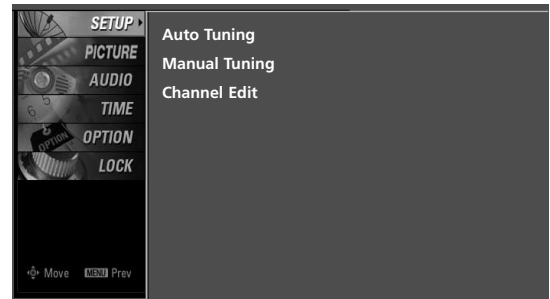 SETUP
PICTURE
AUDIO
TIME
OPTION
LOCK
Auto Tuning
Manual Tuning
Channel Edit
Move MENU Prev